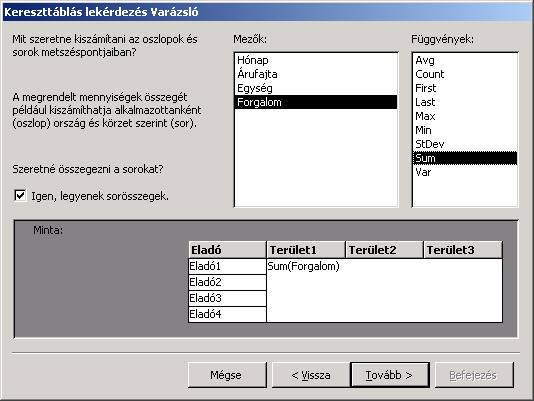 Kereszttáblás lekérdezés Varázsló
Mit szeretne kiszámítani az oszlopok és
sorok metszéspontjaiban?
A megrendelt mennyiségek összegét
például kiszámíthatja alkalmazottanként
(oszlop) ország és körzet szerint (sor).
Szeretné összegezni a sorokat?
Igen, legyenek sorösszegek.
Mezők:
Hónap
Árufajta
Egység
Forgalom
Függvények:
Avg
Count
First
Last
Max
Min
StDev
Sum
Var
Minta:
Eladó Terület1 Terület2 Terület3
Eladó1 Sum(Forgalom)
Eladó2
Eladó3
Eladó4
Mégse < Vissza Tovább > Befejezés